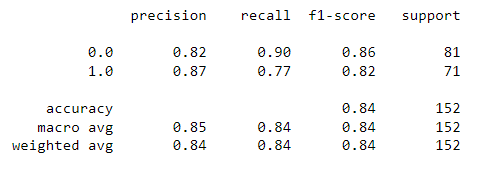 precision recall f1-score support
0.0 0.82 0.90 0.86 81
1.0 0.87 0.77 0.82 71
accuracy 0.84 152
macro avg 0.85 0.84 0.84 152
weighted avg 0.84 0.84 0.84 152